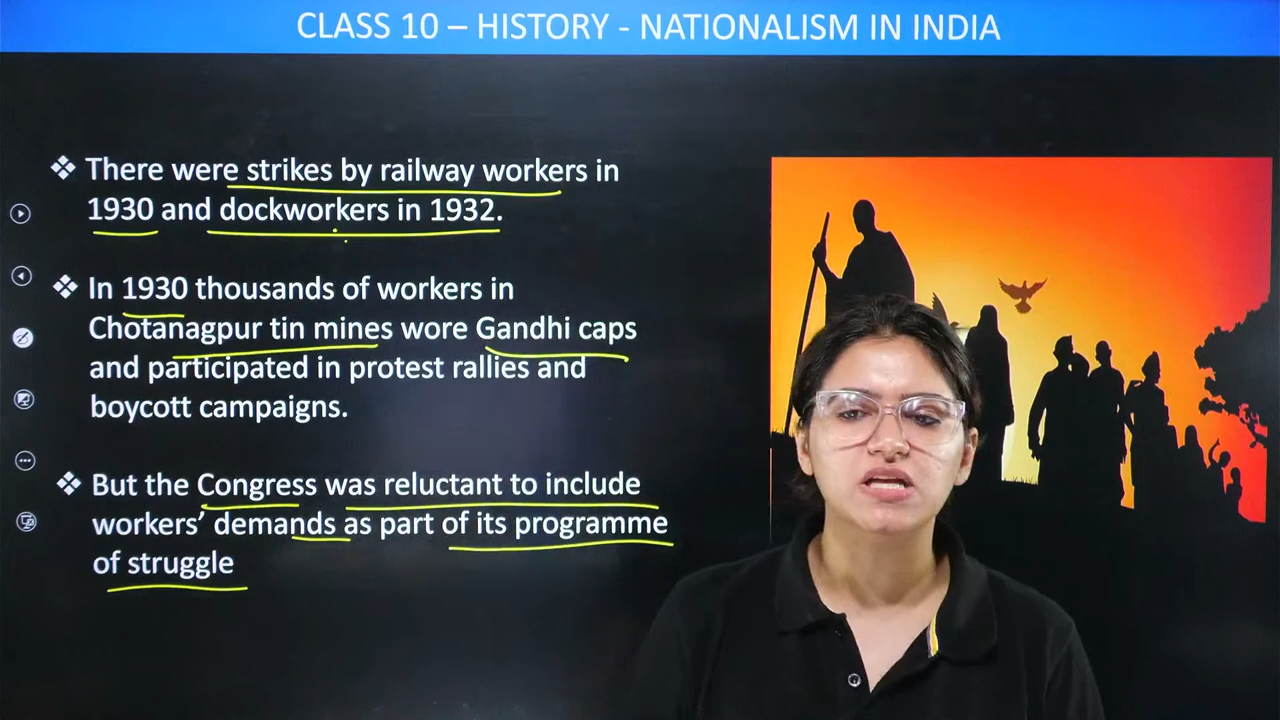 CLASS 10 – HISTORY - NATIONALISM IN INDIA
❖ There were strikes by railway workers in
1930 and dockworkers in 1932.
❖ In 1930 thousands of workers in
Chotanagpur tin mines wore Gandhi caps
and participated in protest rallies and
boycott campaigns.
❖ But the Congress was reluctant to include
workers’ demands as part of its programme
of struggle